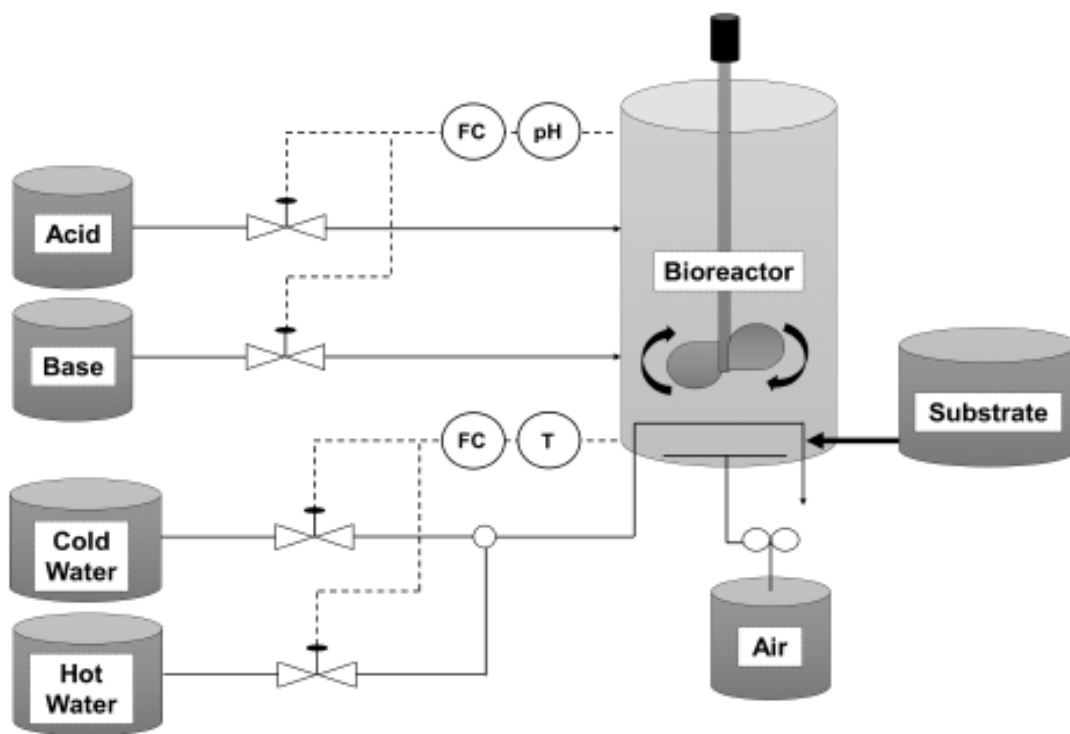 FC
pH
Acid
Bioreactor
Base
Substrate
FC
T
Cold
Water
Air
Hot
Water